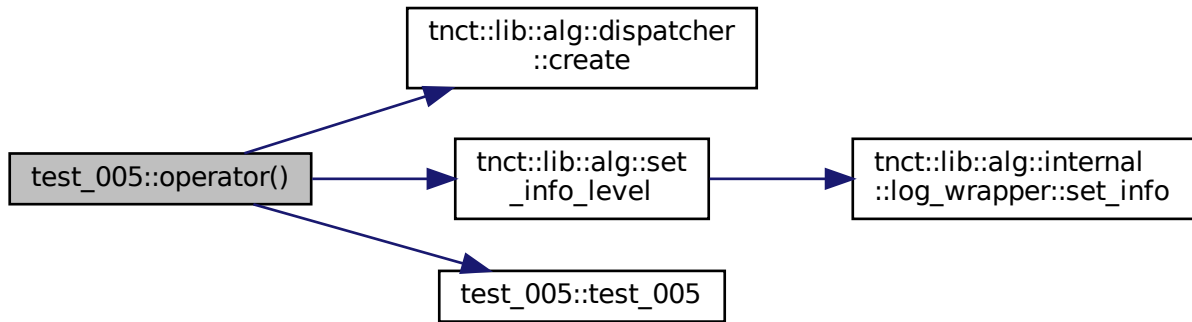 tnct::lib::alg::dispatcher
::create
test_005::operator()
tnct::lib::alg::set
_info_level
tnct::lib::alg::internal
::log_wrapper::set_info
test_005::test_005